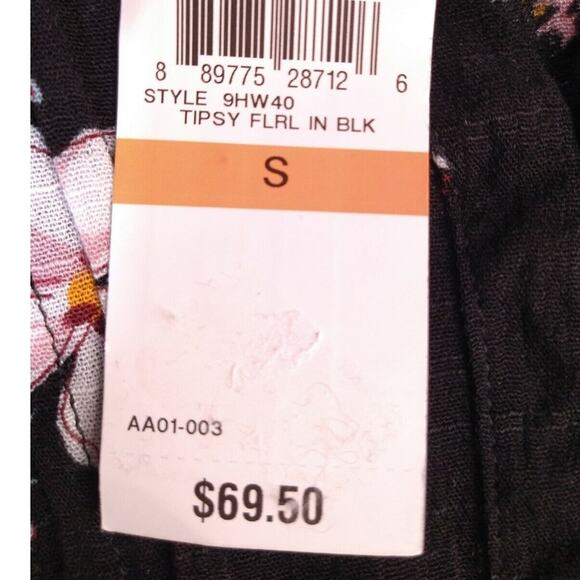 8 89775 28712 6
STYLE 9HW40
TIPSY FLRL IN BLK
S
AA01-003
$69.50